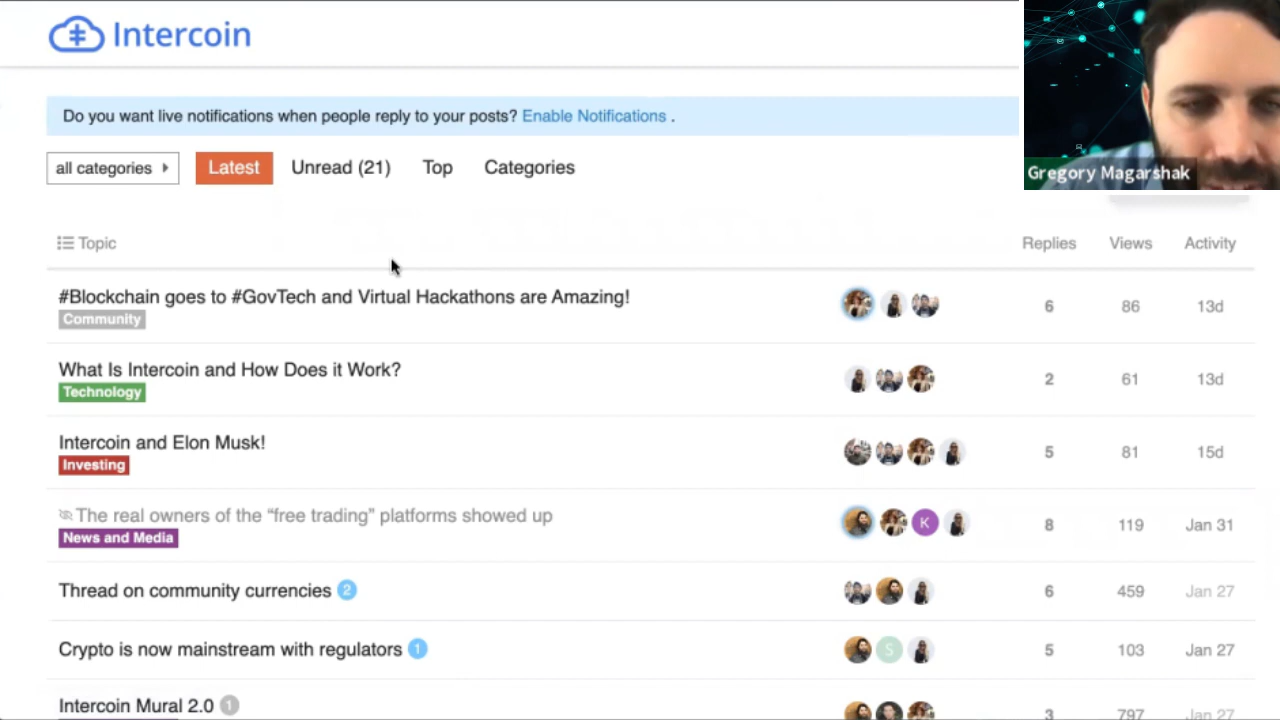 Intercoin
Do you want live notifications when people reply to your posts? Enable Notifications .
Gregory Magarshak
all categories Latest Unread (21) Top Categories
Topic Replies Views Activity
#Blockchain goes to #GovTech and Virtual Hackathons are Amazing! 6 86 13d
Community
What Is Intercoin and How Does it Work? 2 61 13d
Technology
Intercoin and Elon Musk! 5 81 15d
Investing
The real owners of the “free trading” platforms showed up K 8 119 Jan 31
News and Media
Thread on community currencies 2 6 459 Jan 27
Crypto is now mainstream with regulators 1 S 5 103 Jan 27
Intercoin Mural 2.0 1 3 797 Jan 27